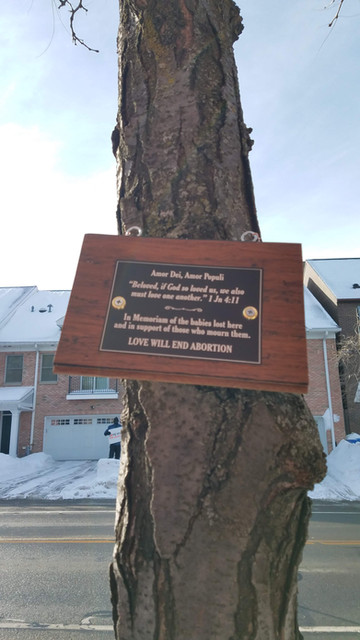 Amor Dei, Amor Populi
"Beloved, if God so loved us, we also
must love one another." 1 Jn 4:11
In Memoriam of the babies lost here
and in support of those who mourn them.
LOVE WILL END ABORTION